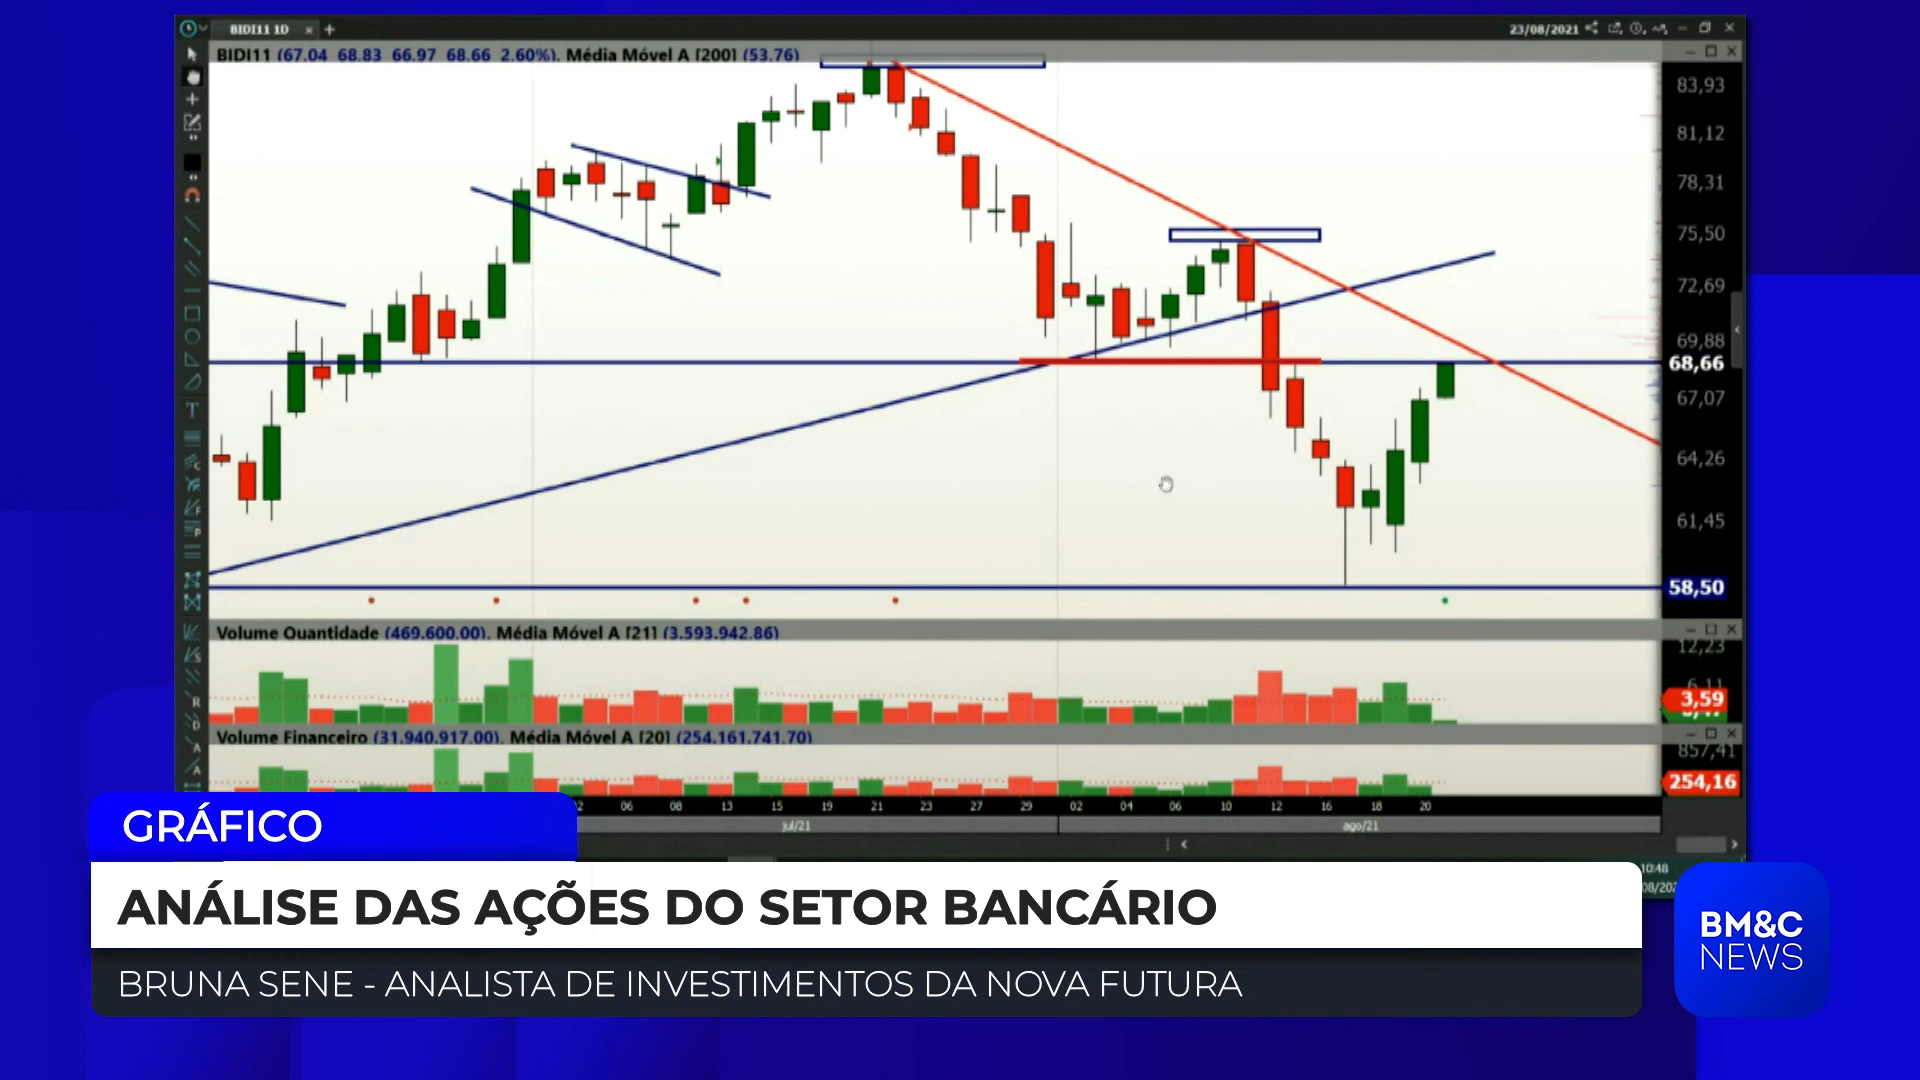 BIDI11 1D
23/08/2021
BIDI11 (67.04 68.83 66.97 68.66 2.60%). Média Móvel A [200] (53.76)
83,93
81,12
78,31
75,50
72,69
69,88
68,66
67,07
64,26
61,45
58,50
Volume Quantidade (469.600.00). Média Móvel A [21] (3.593.942.86)
12,23
6,11
3,59
Volume Financeiro (31.940.917.00). Média Móvel A [20] (254.161.741.70)
857,41
254,16
02 06 08 13 15 19 21 23 27 29 02 04 06 10 12 16 18 20
jul/21 ago/21
10:48
GRÁFICO
ANÁLISE DAS AÇÕES DO SETOR BANCÁRIO
BRUNA SENE - ANALISTA DE INVESTIMENTOS DA NOVA FUTURA
BM&C
NEWS